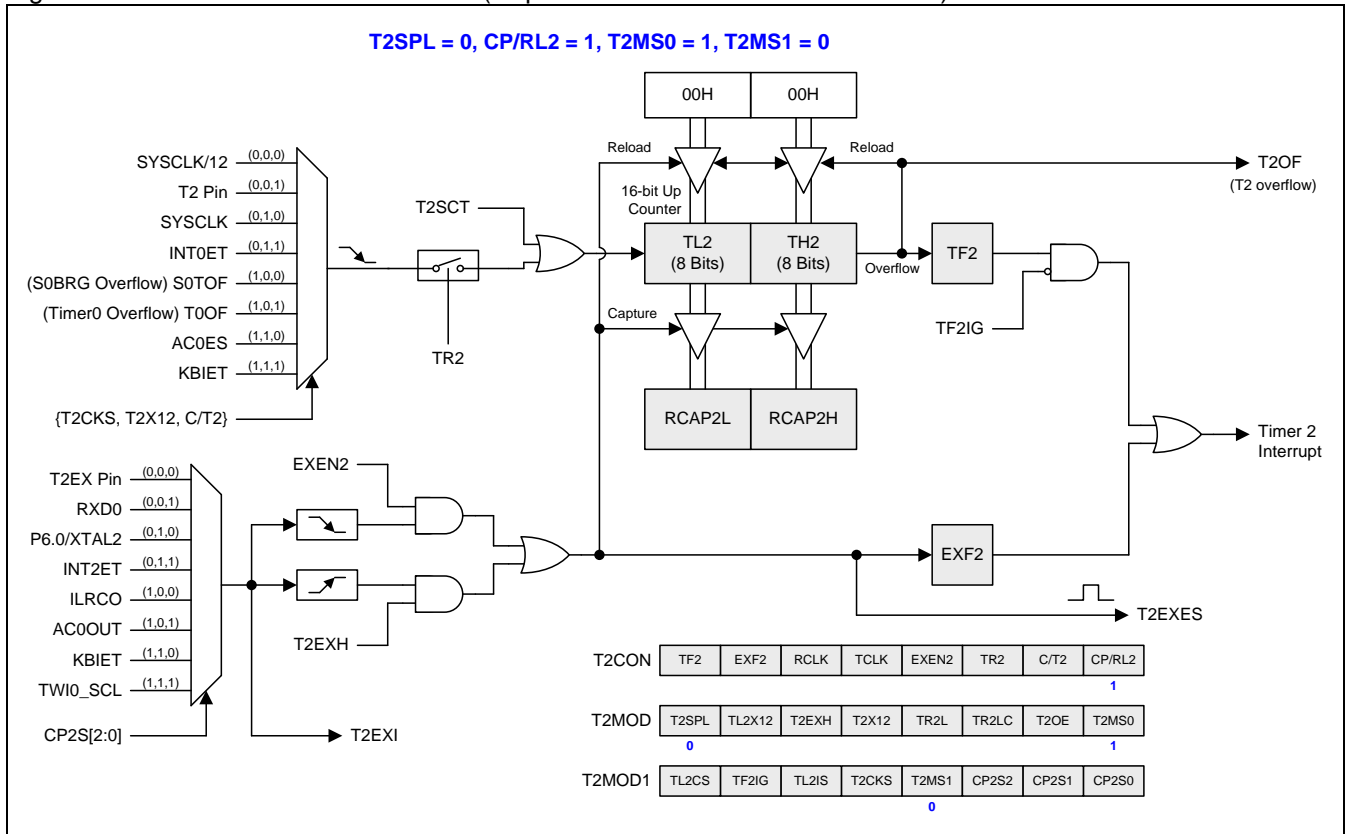 T2SPL = 0, CP/RL2 = 1, T2MS0 = 1, T2MS1 = 0
00H 00H
Reload Reload
T2OF
(T2 overflow)
SYSCLK/12 (0,0,0)
T2 Pin (0,0,1)
SYSCLK (0,1,0)
INT0ET (0,1,1)
(S0BRG Overflow) S0TOF (1,0,0)
(Timer0 Overflow) T0OF (1,0,1)
AC0ES (1,1,0)
KBIET (1,1,1)
{T2CKS, T2X12, C/T2}
TR2
T2SCT
16-bit Up
Counter
TL2
(8 Bits)
TH2
(8 Bits)
Overflow
TF2
TF2IG
Capture
RCAP2L RCAP2H
Timer 2
Interrupt
T2EX Pin (0,0,0)
RXD0 (0,0,1)
P6.0/XTAL2 (0,1,0)
INT2ET (0,1,1)
ILRCO (1,0,0)
AC0OUT (1,0,1)
KBIET (1,1,0)
TWI0_SCL (1,1,1)
CP2S[2:0]
T2EXI
EXEN2
T2EXH
EXF2
T2EXES
T2CON TF2 EXF2 RCLK TCLK EXEN2 TR2 C/T2 CP/RL2
1
T2MOD T2SPL TL2X12 T2EXH T2X12 TR2L TR2LC T2OE T2MS0
0 1
T2MOD1 TL2CS TF2IG TL2IS T2CKS T2MS1 CP2S2 CP2S1 CP2S0
0